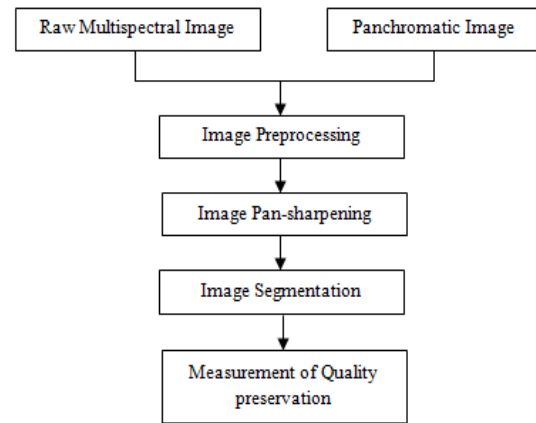 Raw Multispectral Image
Panchromatic Image
Image Preprocessing
Image Pan-sharpening
Image Segmentation
Measurement of Quality
preservation